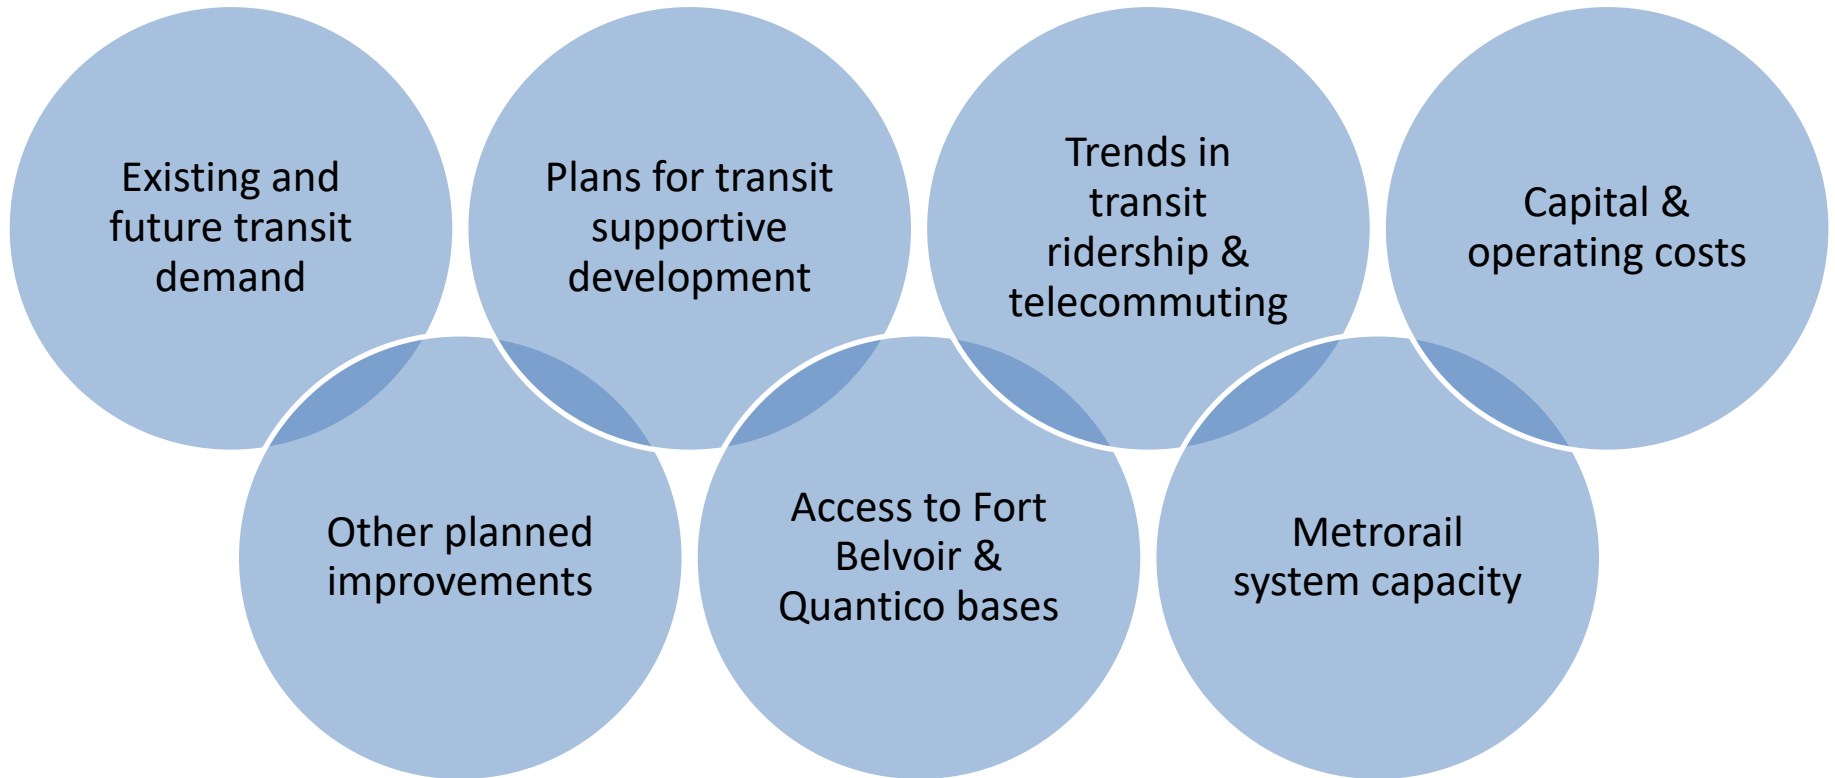 Existing and
future transit
demand
Plans for transit
supportive
development
Trends in
transit
ridership &
telecommuting
Capital &
operating costs
Other planned
improvements
Access to Fort
Belvoir &
Quantico bases
Metrorail
system capacity